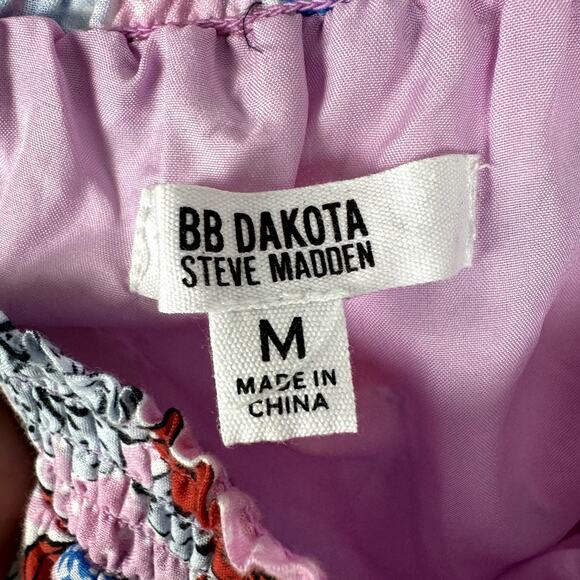 BB DAKOTA
STEVE MADDEN
M
MADE IN
CHINA